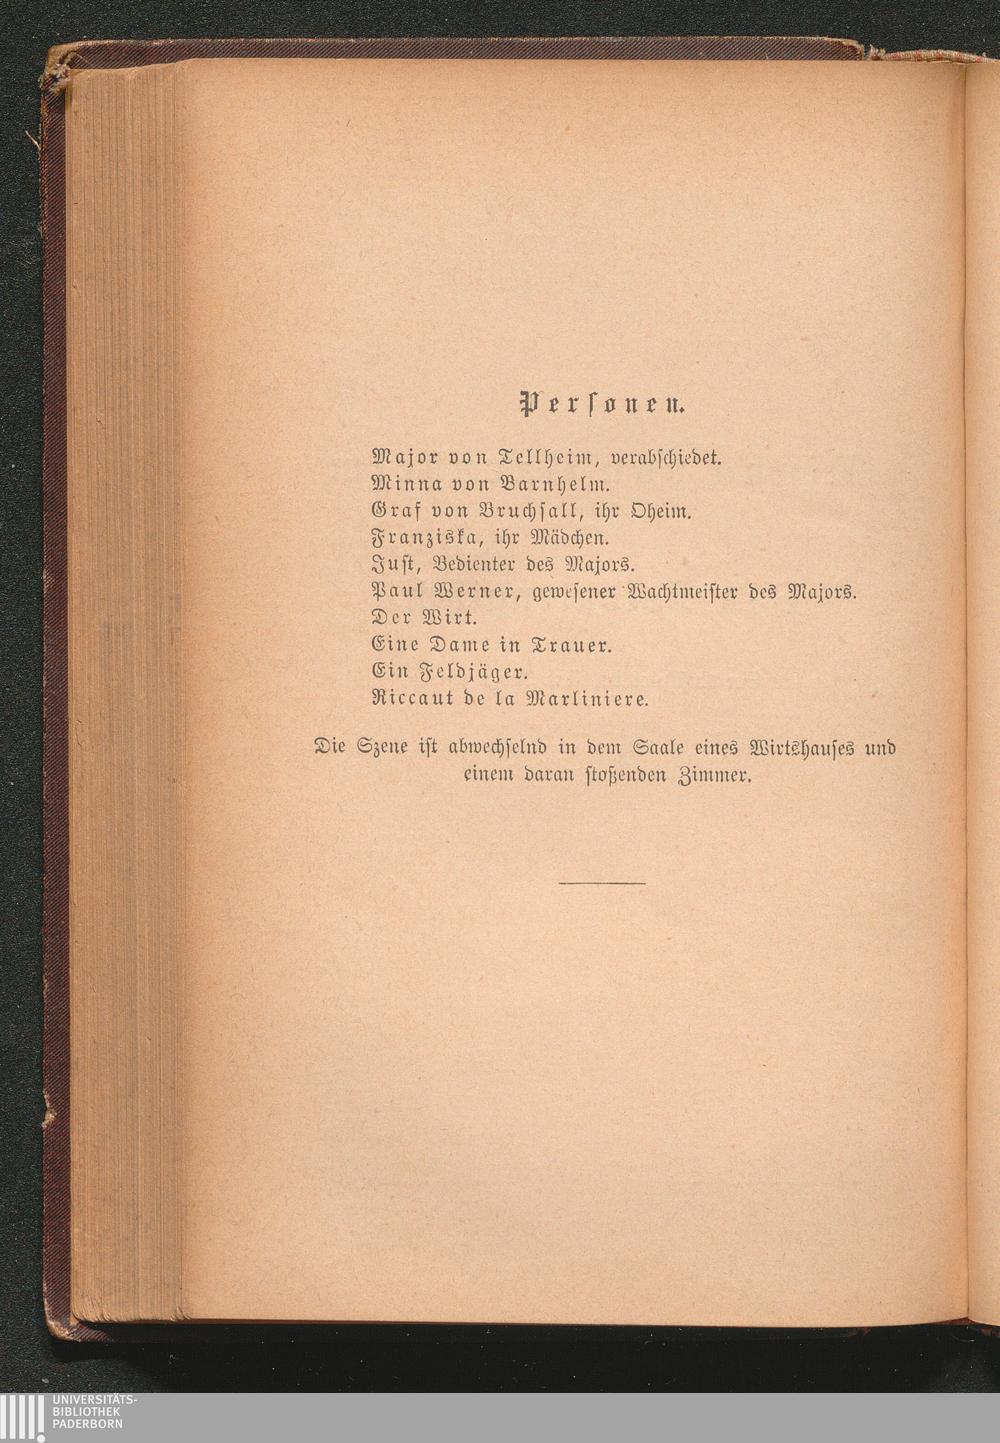 Personen.
Major von Tellheim, verabschiedet.
Minna von Barnhelm.
Graf von Bruchsall, ihr Oheim.
Franziska, ihr Mädchen.
Just, Bedienter des Majors.
Paul Werner, gewesener Wachtmeister des Majors.
Der Wirt.
Eine Dame in Trauer.
Ein Feldjäger.
Riccaut de la Marliniere.
Die Szene ist abwechselnd in dem Saale eines Wirtshauses und
einem daran stoßenden Zimmer.
UNIVERSITÄTS-
BIBLIOTHEK
PADERBORN